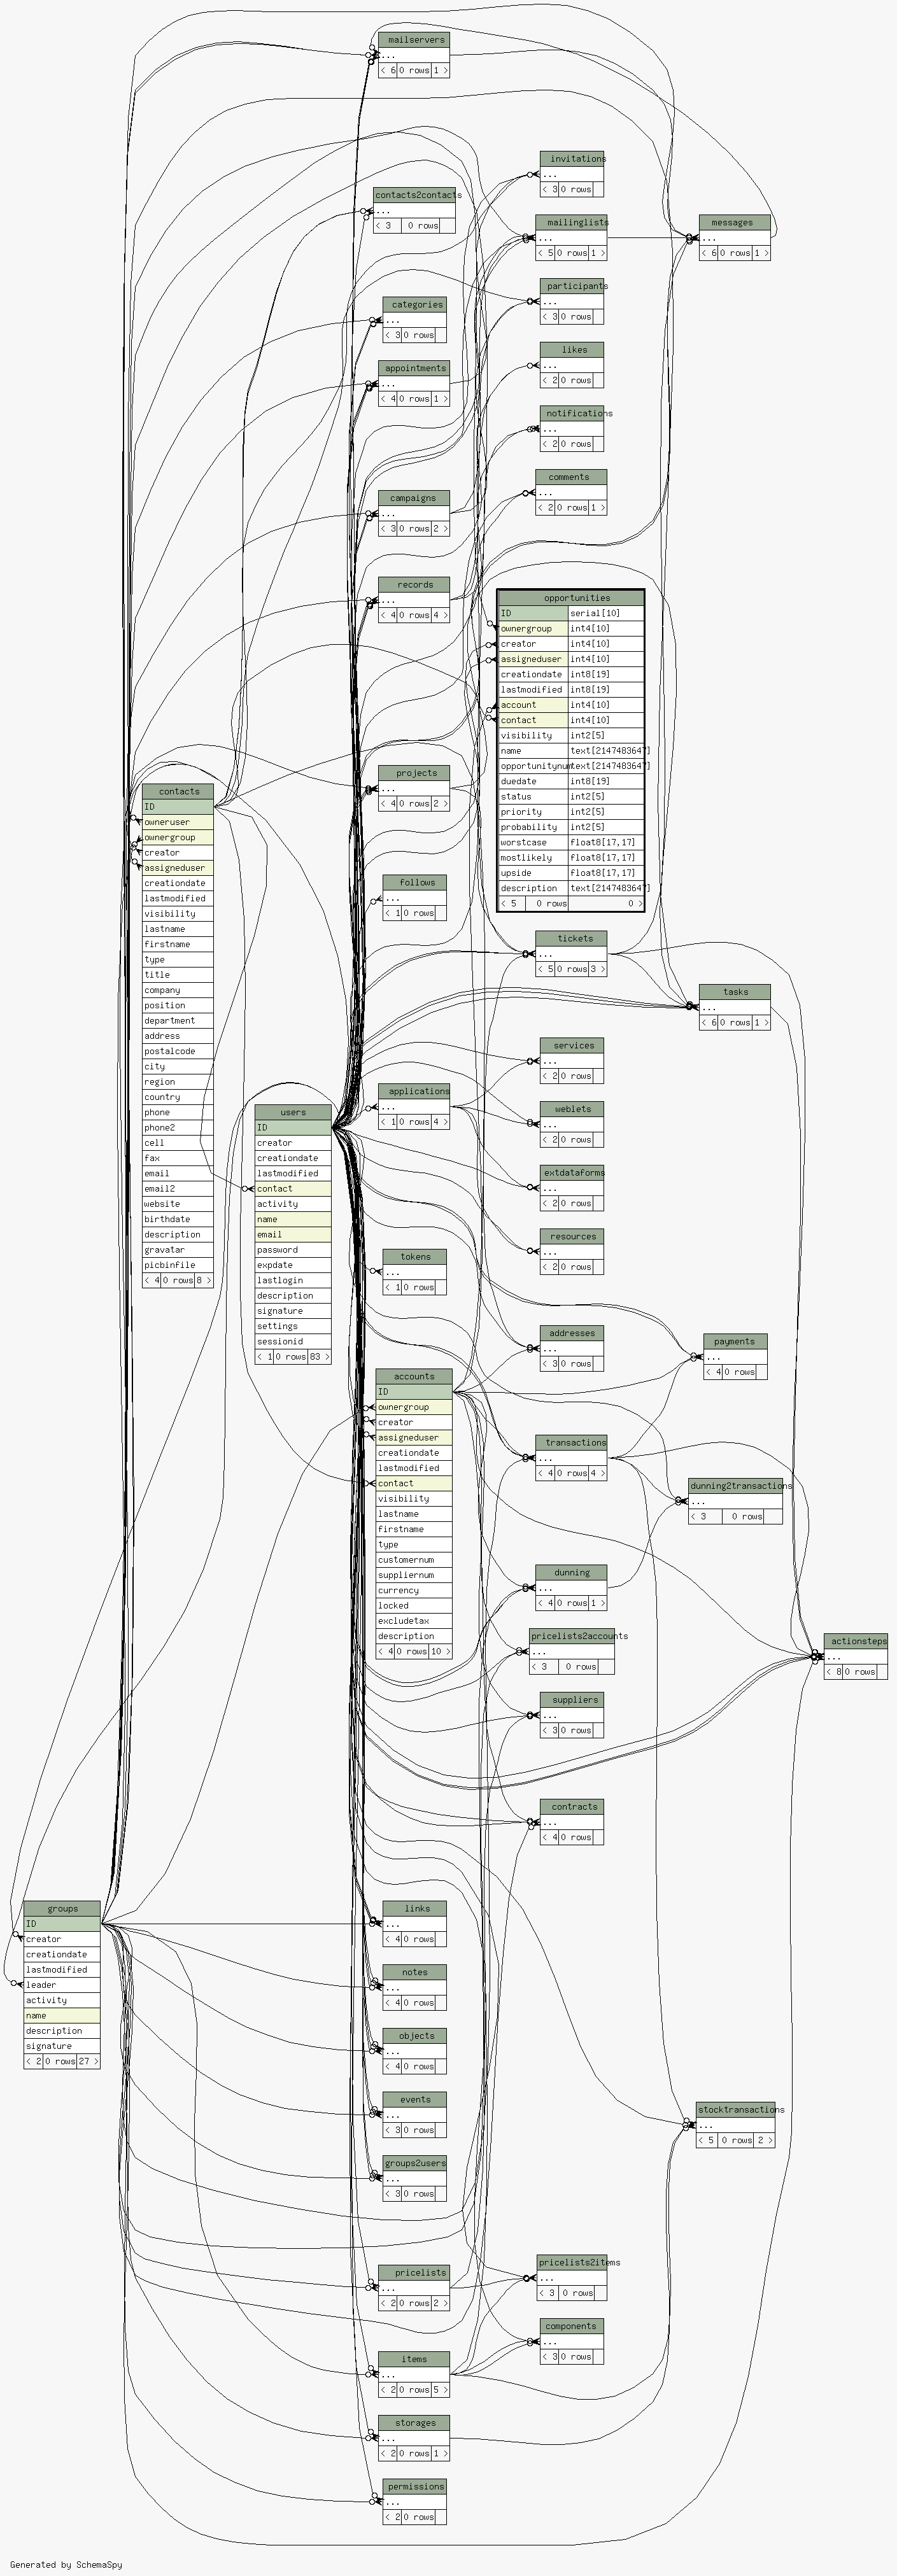 mailservers
...
< 6 0 rows 1 >
invitations
...
< 3 0 rows
contacts2contacts
...
< 3 0 rows
mailinglists
...
< 5 0 rows 1 >
messages
...
< 6 0 rows 1 >
participants
...
< 3 0 rows
categories
...
< 3 0 rows
likes
...
< 2 0 rows
appointments
...
< 4 0 rows 1 >
notifications
...
< 2 0 rows
comments
...
< 2 0 rows 1 >
campaigns
...
< 3 0 rows 2 >
records
...
< 4 0 rows 4 >
opportunities
ID serial[10]
ownergroup int4[10]
creator int4[10]
assigneduser int4[10]
creationdate int8[19]
lastmodified int8[19]
account int4[10]
contact int4[10]
visibility int2[5]
name text[2147483647]
opportunitynum text[2147483647]
duedate int8[19]
status int2[5]
priority int2[5]
probability int2[5]
worstcase float8[17,17]
mostlikely float8[17,17]
upside float8[17,17]
description text[2147483647]
< 5 0 rows 0 >
projects
...
< 4 0 rows 2 >
contacts
ID
owneruser
ownergroup
creator
assigneduser
creationdate
lastmodified
visibility
lastname
firstname
type
title
company
position
department
address
postalcode
city
region
country
phone
phone2
cell
fax
email
email2
website
birthdate
description
gravatar
picbinfile
< 4 0 rows 8 >
follows
...
< 1 0 rows
tickets
...
< 5 0 rows 3 >
tasks
...
< 6 0 rows 1 >
services
...
< 2 0 rows
applications
...
< 1 0 rows 4 >
weblets
...
< 2 0 rows
users
ID
creator
creationdate
lastmodified
contact
activity
name
email
password
expdate
lastlogin
description
signature
settings
sessionid
< 1 0 rows 83 >
extdataforms
...
< 2 0 rows
resources
...
< 2 0 rows
tokens
...
< 1 0 rows
addresses
...
< 3 0 rows
payments
...
< 4 0 rows
accounts
ID
ownergroup
creator
assigneduser
creationdate
lastmodified
contact
visibility
lastname
firstname
type
customernum
suppliernum
currency
locked
excludetax
description
< 4 0 rows 10 >
transactions
...
< 4 0 rows 4 >
dunning2transactions
...
< 3 0 rows
dunning
...
< 4 0 rows 1 >
pricelists2accounts
...
< 3 0 rows
actionsteps
...
< 8 0 rows
suppliers
...
< 3 0 rows
contracts
...
< 4 0 rows
groups
ID
creator
creationdate
lastmodified
leader
activity
name
description
signature
< 2 0 rows 27 >
links
...
< 4 0 rows
notes
...
< 4 0 rows
objects
...
< 4 0 rows
events
...
< 3 0 rows
stocktransactions
...
< 5 0 rows 2 >
groups2users
...
< 3 0 rows
pricelists2items
...
< 3 0 rows
pricelists
...
< 2 0 rows 2 >
components
...
< 3 0 rows
items
...
< 2 0 rows 5 >
storages
...
< 2 0 rows 1 >
permissions
...
< 2 0 rows
Generated by SchemaSpy